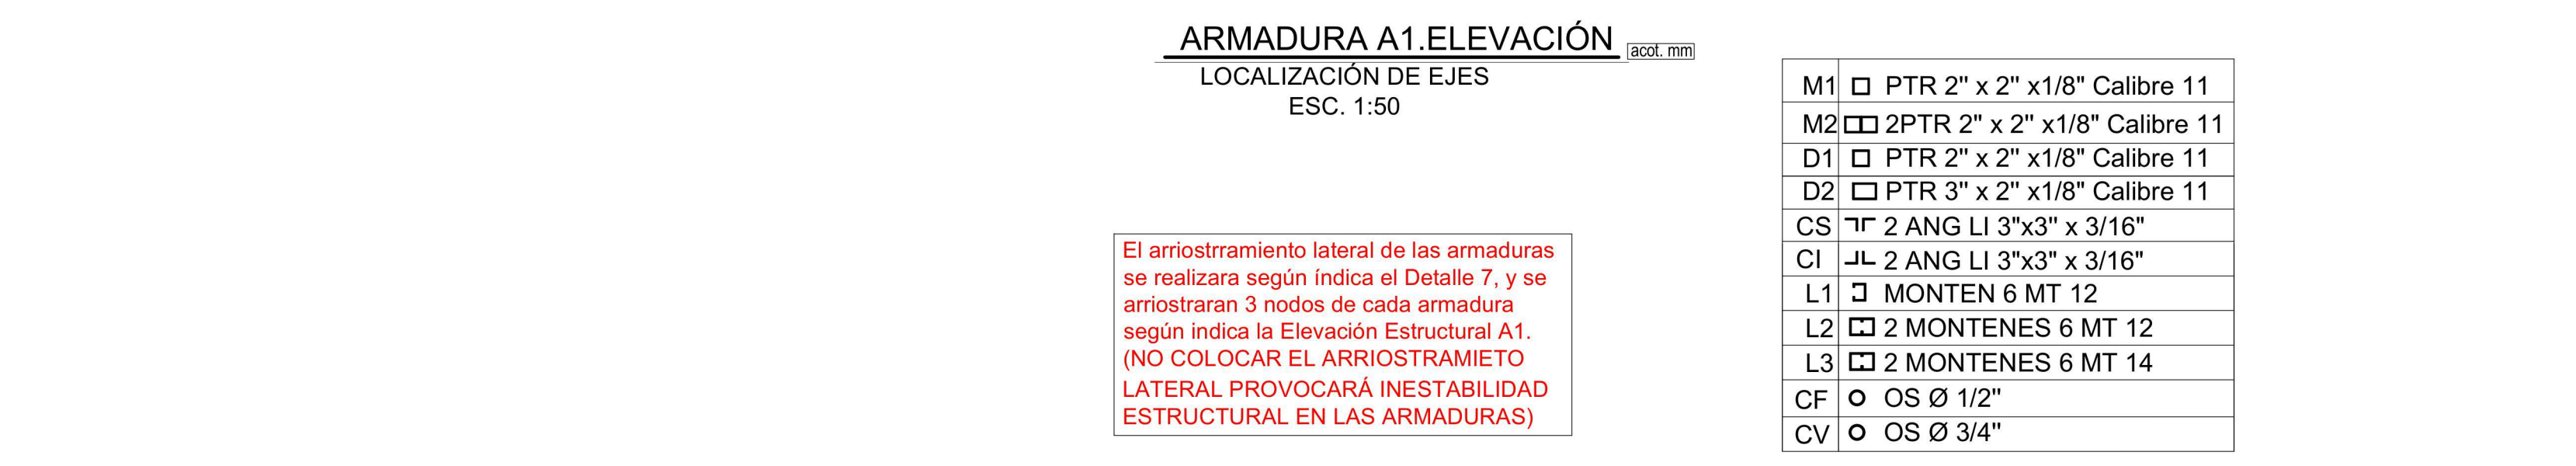 ARMADURA A1.ELEVACIÓN
acot. mm
LOCALIZACIÓN DE EJES
ESC. 1:50
El arriostrramiento lateral de las armaduras
se realizara según índica el Detalle 7, y se
arriostraran 3 nodos de cada armadura
según indica la Elevación Estructural A1.
(NO COLOCAR EL ARRIOSTRAMIETO
LATERAL PROVOCARÁ INESTABILIDAD
ESTRUCTURAL EN LAS ARMADURAS)
M1 PTR 2" x 2" x1/8" Calibre 11
M2 2PTR 2" x 2" x1/8" Calibre 11
D1 PTR 2" x 2" x1/8" Calibre 11
D2 PTR 3" x 2" x1/8" Calibre 11
CS 2 ANG LI 3"x3" x 3/16"
CI 2 ANG LI 3"x3" x 3/16"
L1 MONTEN 6 MT 12
L2 2 MONTENES 6 MT 12
L3 2 MONTENES 6 MT 14
CF OS Ø 1/2"
CV OS Ø 3/4"